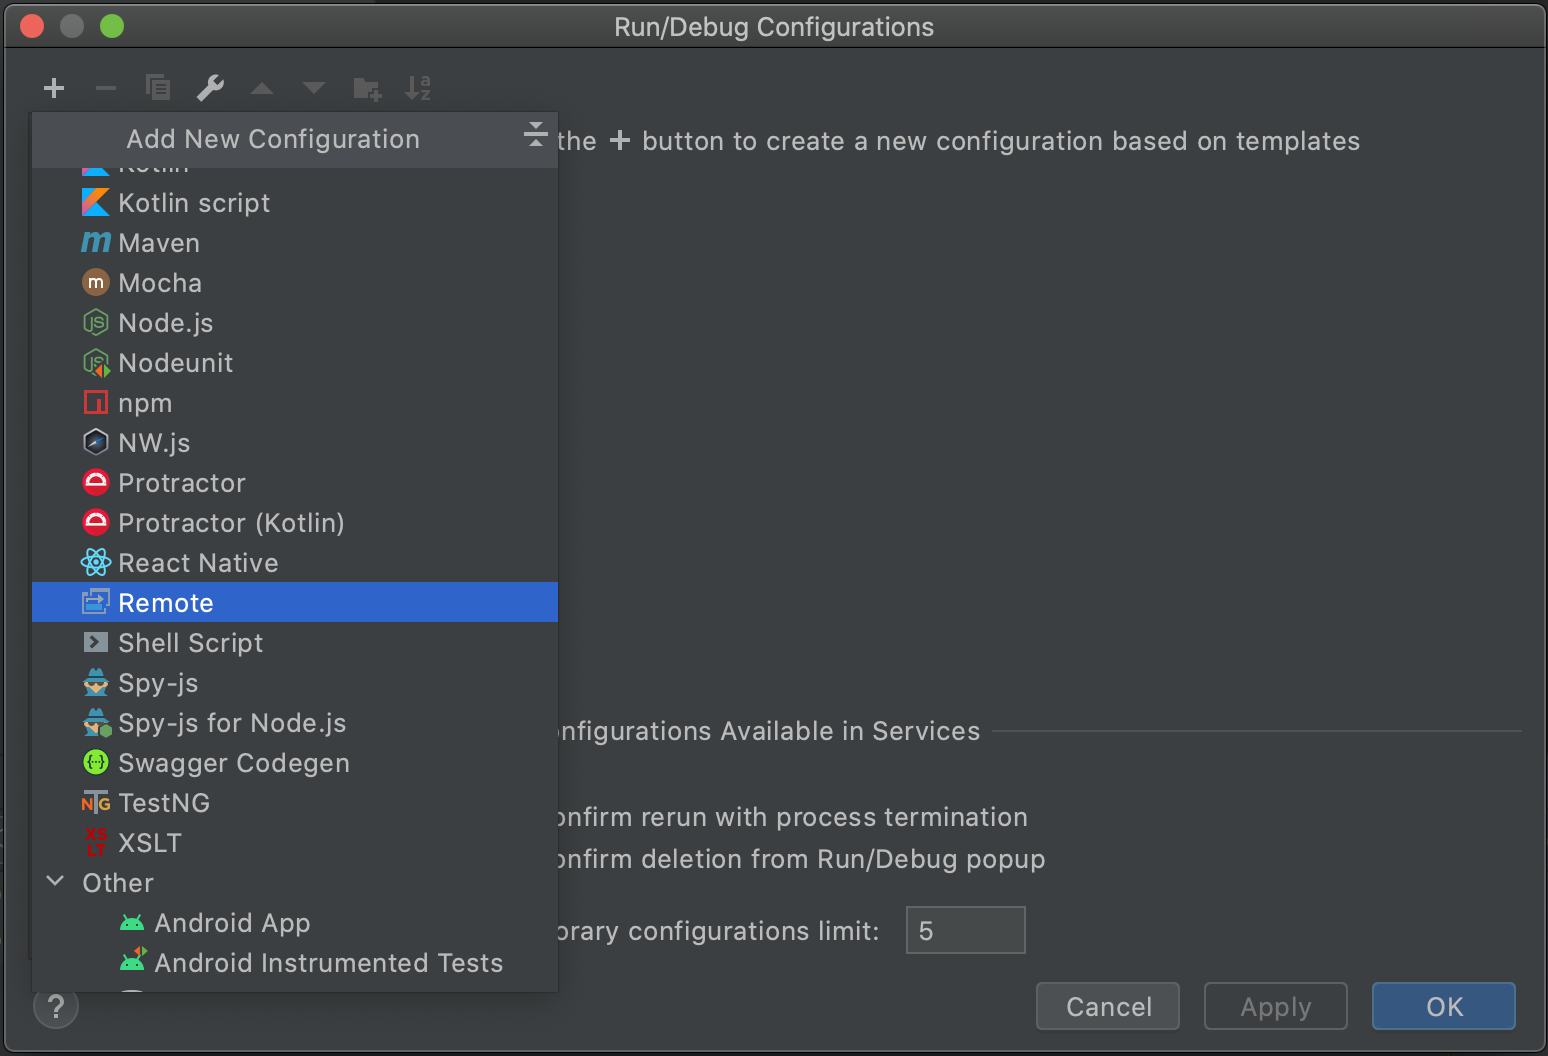 Run/Debug Configurations
Add New Configuration
the + button to create a new configuration based on templates
Kotlin
Kotlin script
Maven
Mocha
Node.js
Nodeunit
npm
NW.js
Protractor
Protractor (Kotlin)
React Native
Remote
Shell Script
Spy-js
Spy-js for Node.js
Swagger Codegen
TestNG
XSLT
Other
Android App
Android Instrumented Tests
onfigurations Available in Services
onfirm rerun with process termination
onfirm deletion from Run/Debug popup
orary configurations limit: 5
?
Cancel
Apply
OK